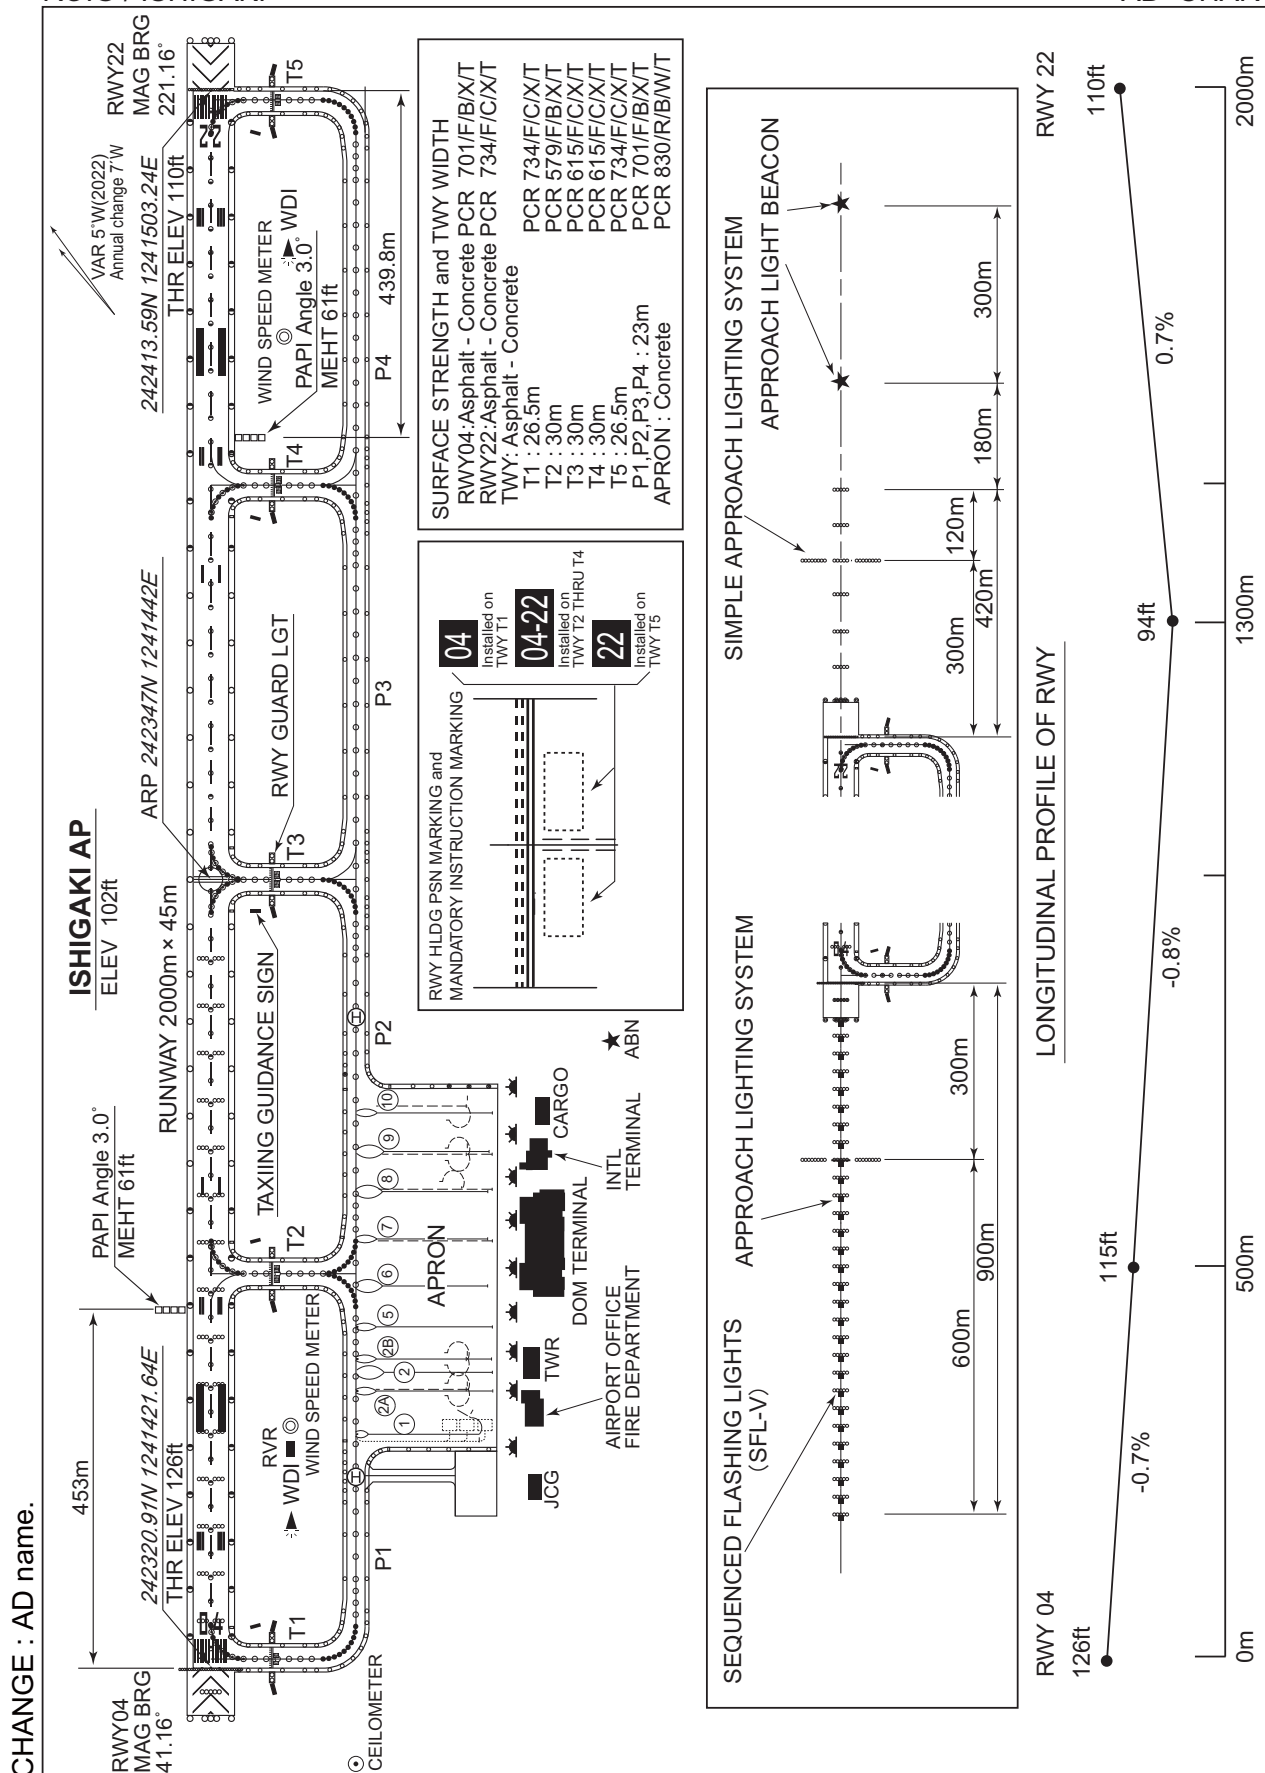 CHANGE : AD name.
ISHIGAKI AP
ELEV 102ft
RWY04
MAG BRG
41.16°
453m
242320.91N 1241421.64E
THR ELEV 126ft
PAPI Angle 3.0°
MEHT 61ft
RUNWAY 2000m × 45m
ARP 242347N 1241442E
VAR 5°W(2022)
Annual change 7'W
242413.59N 1241503.24E
THR ELEV 110ft
RWY22
MAG BRG
221.16°
04
22
RVR
WDI
WIND SPEED METER
TAXIING GUIDANCE SIGN
RWY GUARD LGT
WIND SPEED METER
WDI
PAPI Angle 3.0°
MEHT 61ft
T1
T2
T3
T4
T5
439.8m
P1
P2
P3
P4
H
H
CEILOMETER
1
2A
2
2B
5
6
7
8
9
10
APRON
JCG
TWR
AIRPORT OFFICE
FIRE DEPARTMENT
DOM TERMINAL
INTL
TERMINAL
CARGO
ABN
RWY HLDG PSN MARKING and
MANDATORY INSTRUCTION MARKING
04
Installed on
TWY T1
04-22
Installed on
TWY T2 THRU T4
22
Installed on
TWY T5
SURFACE STRENGTH and TWY WIDTH
RWY04:Asphalt - Concrete PCR 701/F/B/X/T
RWY22:Asphalt - Concrete PCR 734/F/C/X/T
TWY: Asphalt - Concrete
T1 : 26.5m PCR 734/F/C/X/T
T2 : 30m PCR 579/F/B/X/T
T3 : 30m PCR 615/F/C/X/T
T4 : 30m PCR 615/F/C/X/T
T5 : 26.5m PCR 734/F/C/X/T
P1,P2,P3,P4 : 23m PCR 701/F/B/X/T
APRON : Concrete PCR 830/R/B/W/T
SEQUENCED FLASHING LIGHTS
(SFL-V)
APPROACH LIGHTING SYSTEM
600m
300m
900m
SIMPLE APPROACH LIGHTING SYSTEM
APPROACH LIGHT BEACON
300m
120m
180m
300m
420m
LONGITUDINAL PROFILE OF RWY
RWY 04
126ft
115ft
94ft
RWY 22
110ft
-0.7%
-0.8%
0.7%
0m
500m
1300m
2000m